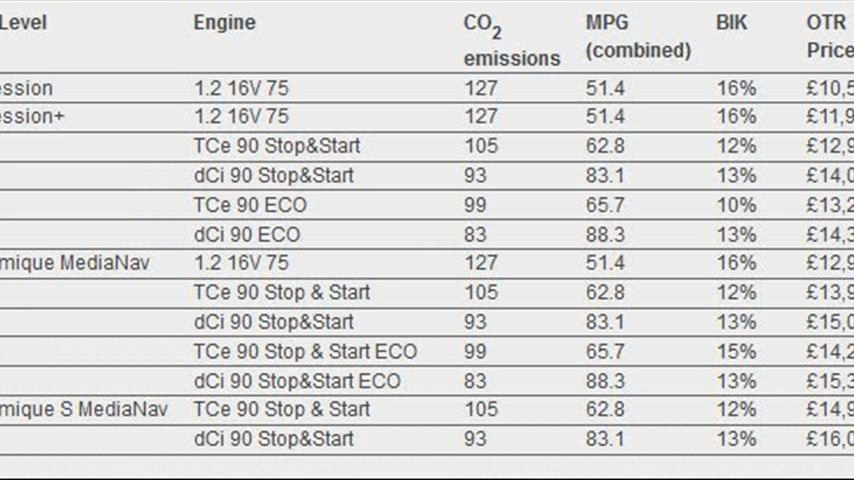 Level Engine CO2 emissions MPG (combined) BIK OTR Price
ession 1.2 16V 75 127 51.4 16% £10,5
ession+ 1.2 16V 75 127 51.4 16% £11,9
TCe 90 Stop&Start 105 62.8 12% £12,9
dCi 90 Stop&Start 93 83.1 13% £14,0
TCe 90 ECO 99 65.7 10% £13,2
dCi 90 ECO 83 88.3 13% £14,3
mique MediaNav 1.2 16V 75 127 51.4 16% £12,9
TCe 90 Stop & Start 105 62.8 12% £13,9
dCi 90 Stop&Start 93 83.1 13% £15,0
TCe 90 Stop & Start ECO 99 65.7 15% £14,2
dCi 90 Stop&Start ECO 83 88.3 13% £15,3
mique S MediaNav TCe 90 Stop & Start 105 62.8 12% £14,9
dCi 90 Stop&Start 93 83.1 13% £16,0